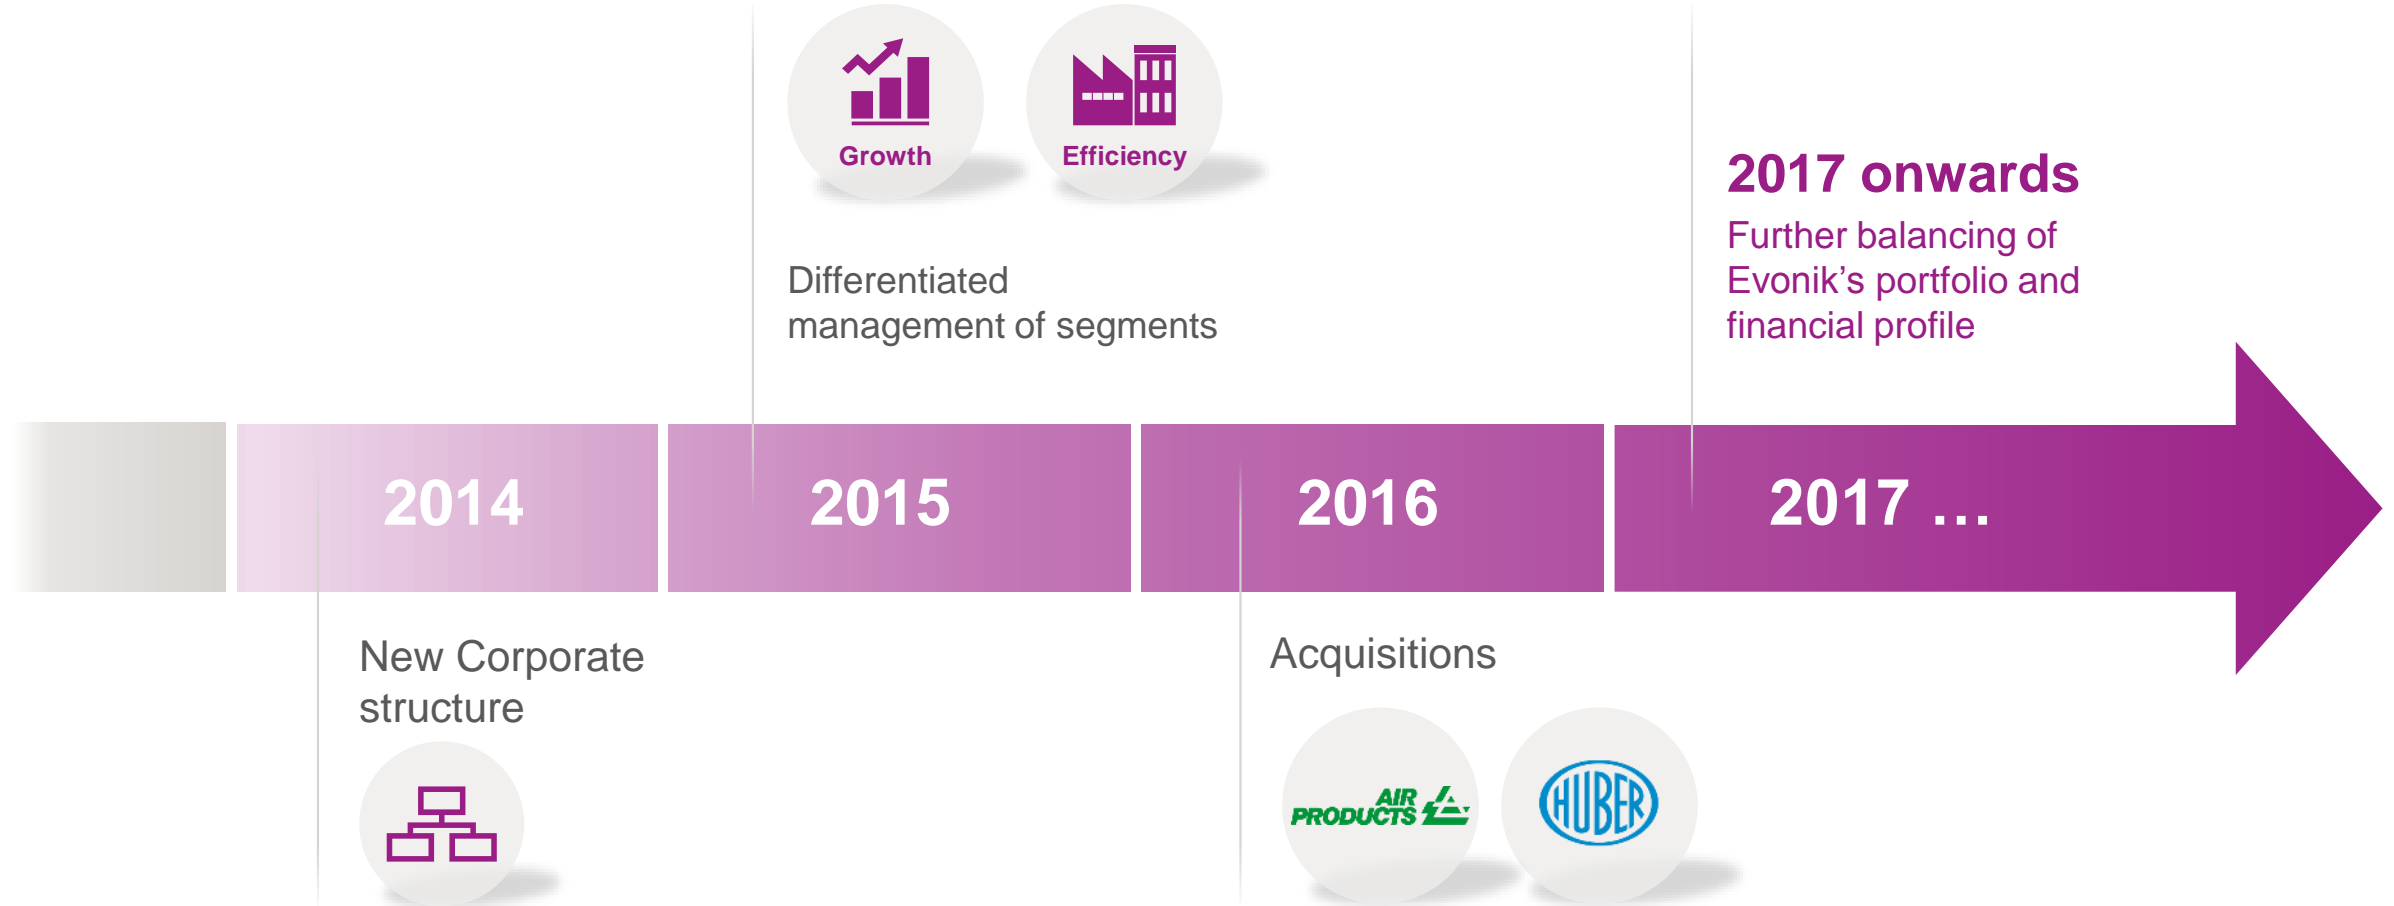 Growth
Efficiency
Differentiated
management of segments
2017 onwards
Further balancing of
Evonik’s portfolio and
financial profile
2014
2015
2016
2017 …
New Corporate
structure
Acquisitions
AIR
PRODUCTS
HUBER